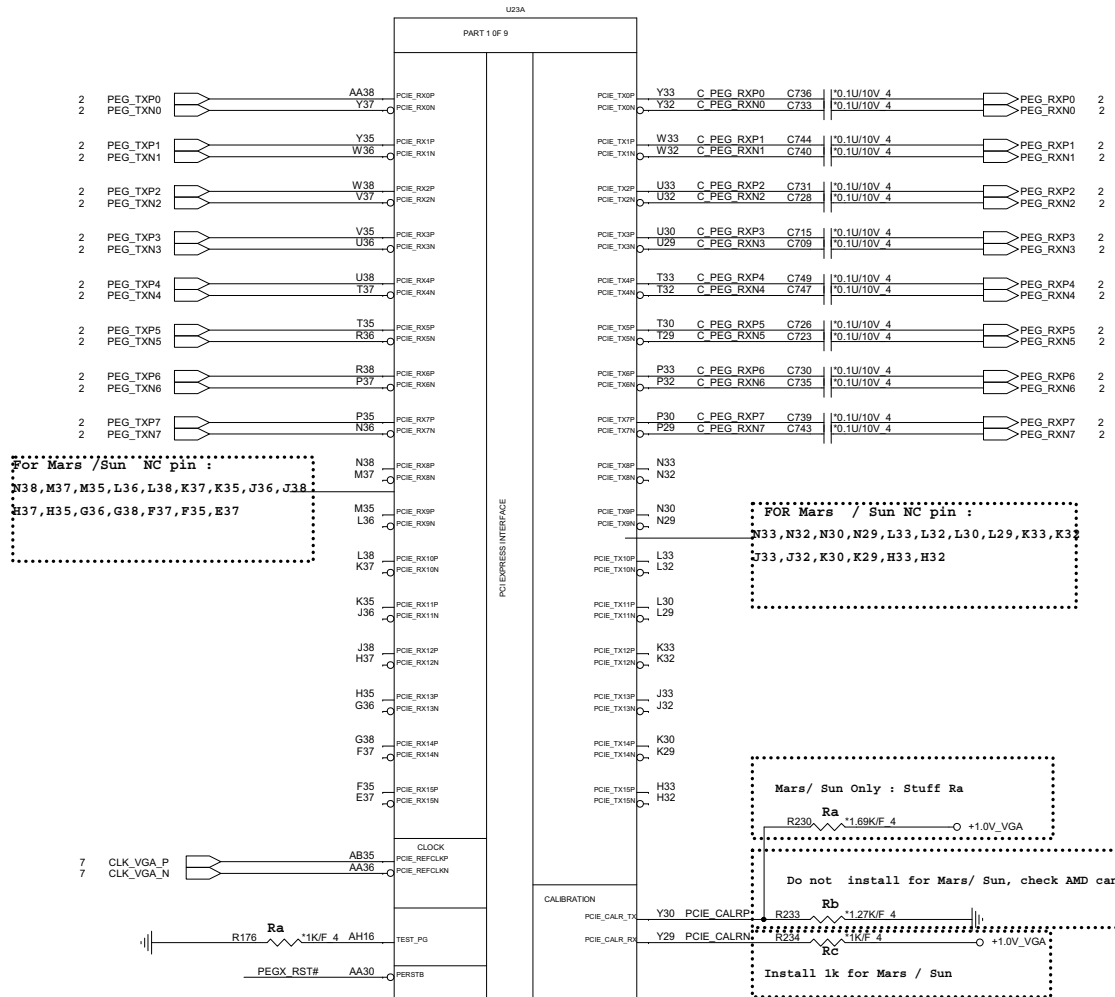 U23A
PART 1 0F 9
2 PEG_TXP0 AA38 PCIE_RX0P PCIE_TX0P Y33 C_PEG_RXP0 C736 *0.1U/10V_4 PEG_RXP0 2
2 PEG_TXN0 Y37 PCIE_RX0N PCIE_TX0N Y32 C_PEG_RXN0 C733 *0.1U/10V_4 PEG_RXN0 2
2 PEG_TXP1 Y35 PCIE_RX1P PCIE_TX1P W33 C_PEG_RXP1 C744 *0.1U/10V_4 PEG_RXP1 2
2 PEG_TXN1 W36 PCIE_RX1N PCIE_TX1N W32 C_PEG_RXN1 C740 *0.1U/10V_4 PEG_RXN1 2
2 PEG_TXP2 W38 PCIE_RX2P PCIE_TX2P U33 C_PEG_RXP2 C731 *0.1U/10V_4 PEG_RXP2 2
2 PEG_TXN2 V37 PCIE_RX2N PCIE_TX2N U32 C_PEG_RXN2 C728 *0.1U/10V_4 PEG_RXN2 2
2 PEG_TXP3 V35 PCIE_RX3P PCIE_TX3P U30 C_PEG_RXP3 C715 *0.1U/10V_4 PEG_RXP3 2
2 PEG_TXN3 U36 PCIE_RX3N PCIE_TX3N U29 C_PEG_RXN3 C709 *0.1U/10V_4 PEG_RXN3 2
2 PEG_TXP4 U38 PCIE_RX4P PCIE_TX4P T33 C_PEG_RXP4 C749 *0.1U/10V_4 PEG_RXP4 2
2 PEG_TXN4 T37 PCIE_RX4N PCIE_TX4N T32 C_PEG_RXN4 C747 *0.1U/10V_4 PEG_RXN4 2
2 PEG_TXP5 T35 PCIE_RX5P PCIE_TX5P T30 C_PEG_RXP5 C726 *0.1U/10V_4 PEG_RXP5 2
2 PEG_TXN5 R36 PCIE_RX5N PCIE_TX5N T29 C_PEG_RXN5 C723 *0.1U/10V_4 PEG_RXN5 2
2 PEG_TXP6 R38 PCIE_RX6P PCIE_TX6P P33 C_PEG_RXP6 C730 *0.1U/10V_4 PEG_RXP6 2
2 PEG_TXN6 P37 PCIE_RX6N PCIE_TX6N P32 C_PEG_RXN6 C735 *0.1U/10V_4 PEG_RXN6 2
2 PEG_TXP7 P35 PCIE_RX7P PCIE_TX7P P30 C_PEG_RXP7 C739 *0.1U/10V_4 PEG_RXP7 2
2 PEG_TXN7 N36 PCIE_RX7N PCIE_TX7N P29 C_PEG_RXN7 C743 *0.1U/10V_4 PEG_RXN7 2
For Mars /Sun NC pin :
N38,M37,M35,L36,L38,K37,K35,J36,J38
H37,H35,G36,G38,F37,F35,E37
N38 PCIE_RX8P PCIE_TX8P N33
M37 PCIE_RX8N PCIE_TX8N N32
M35 PCIE_RX9P PCIE_TX9P N30
L36 PCIE_RX9N PCIE_TX9N N29
FOR Mars / Sun NC pin :
N33,N32,N30,N29,L33,L32,L30,L29,K33,K32
J33,J32,K30,K29,H33,H32
L38 PCIE_RX10P PCIE_TX10P L33
K37 PCIE_RX10N PCIE_TX10N L32
PCI EXPRESS INTERFACE
K35 PCIE_RX11P PCIE_TX11P L30
J36 PCIE_RX11N PCIE_TX11N L29
J38 PCIE_RX12P PCIE_TX12P K33
H37 PCIE_RX12N PCIE_TX12N K32
H35 PCIE_RX13P PCIE_TX13P J33
G36 PCIE_RX13N PCIE_TX13N J32
G38 PCIE_RX14P PCIE_TX14P K30
F37 PCIE_RX14N PCIE_TX14N K29
F35 PCIE_RX15P PCIE_TX15P H33
E37 PCIE_RX15N PCIE_TX15N H32
Mars/ Sun Only : Stuff Ra
Ra
R230 *1.69K/F_4 +1.0V_VGA
CLOCK
7 CLK_VGA_P AB35 PCIE_REFCLKP
7 CLK_VGA_N AA36 PCIE_REFCLKN
Do not install for Mars/ Sun, check AMD can
CALIBRATION
Rb
PCIE_CALR_TX Y30 PCIE_CALRP R233 *1.27K/F_4
Ra
R176 *1K/F_4 AH16 TEST_PG
PCIE_CALR_RX Y29 PCIE_CALRN R234 *1K/F_4 +1.0V_VGA
Rc
Install 1k for Mars / Sun
PEGX_RST# AA30 PERSTB